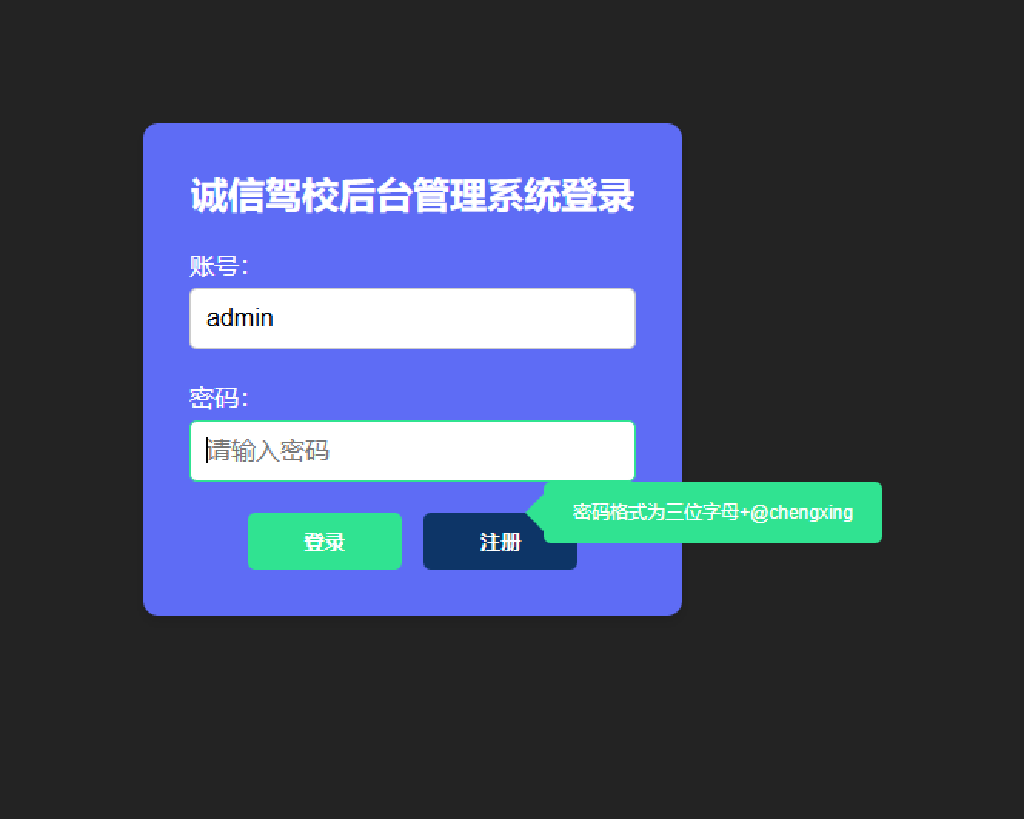 诚信驾校后台管理系统登录
账号：
admin
密码：
请输入密码
密码格式为三位字母+@chengxing
登录
注册